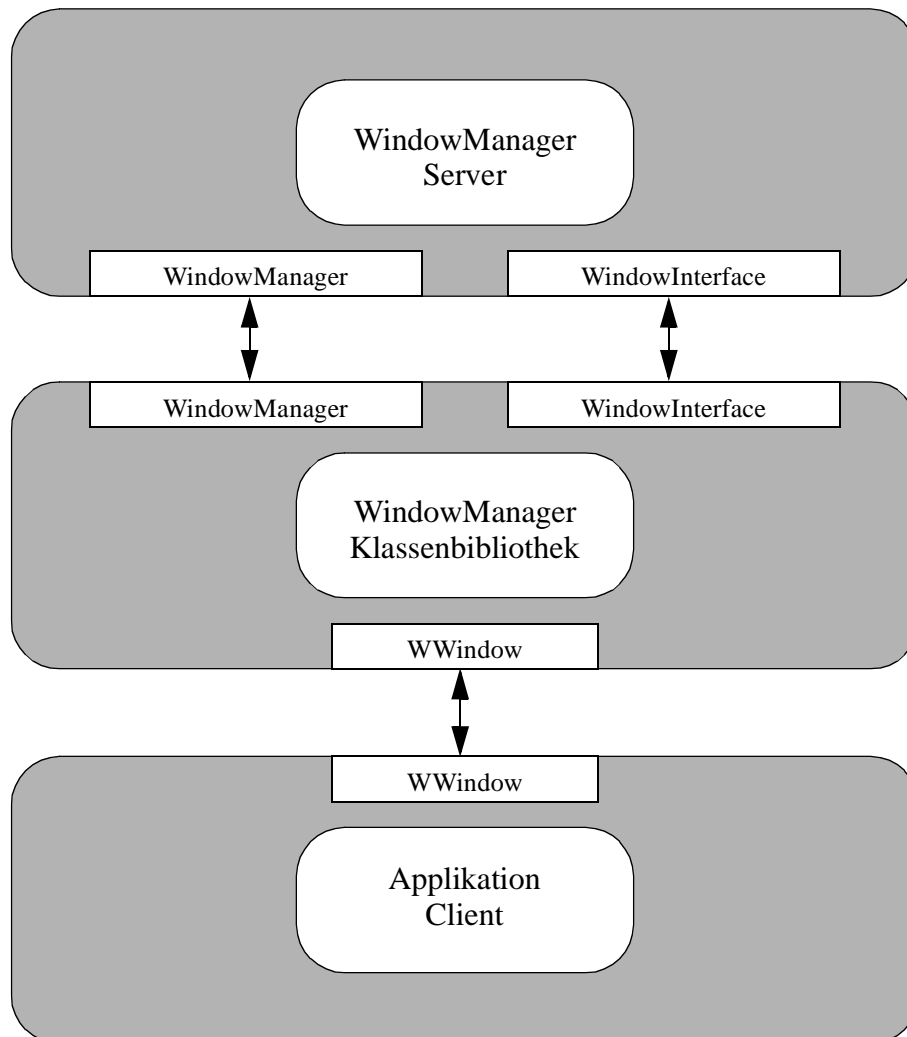 WindowManager
Server
WindowManager
WindowInterface
WindowManager
WindowInterface
WindowManager
Klassenbibliothek
WWindow
WWindow
Applikation
Client